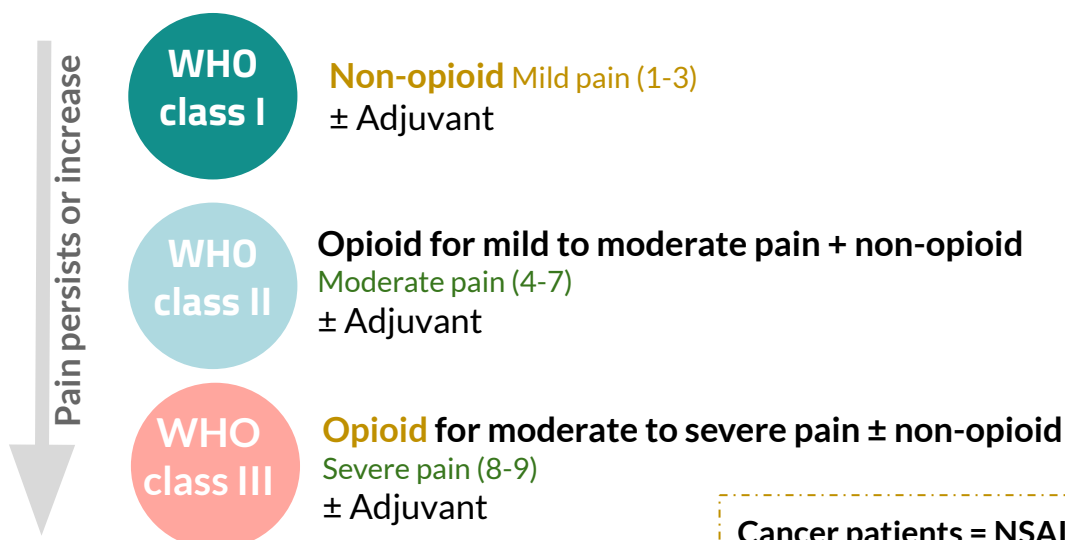 Pain persists or increase
WHO
class I
Non-opioid Mild pain (1-3)
± Adjuvant
WHO
class II
Opioid for mild to moderate pain + non-opioid
Moderate pain (4-7)
± Adjuvant
WHO
class III
Opioid for moderate to severe pain ± non-opioid
Severe pain (8-9)
± Adjuvant
Cancer patients =